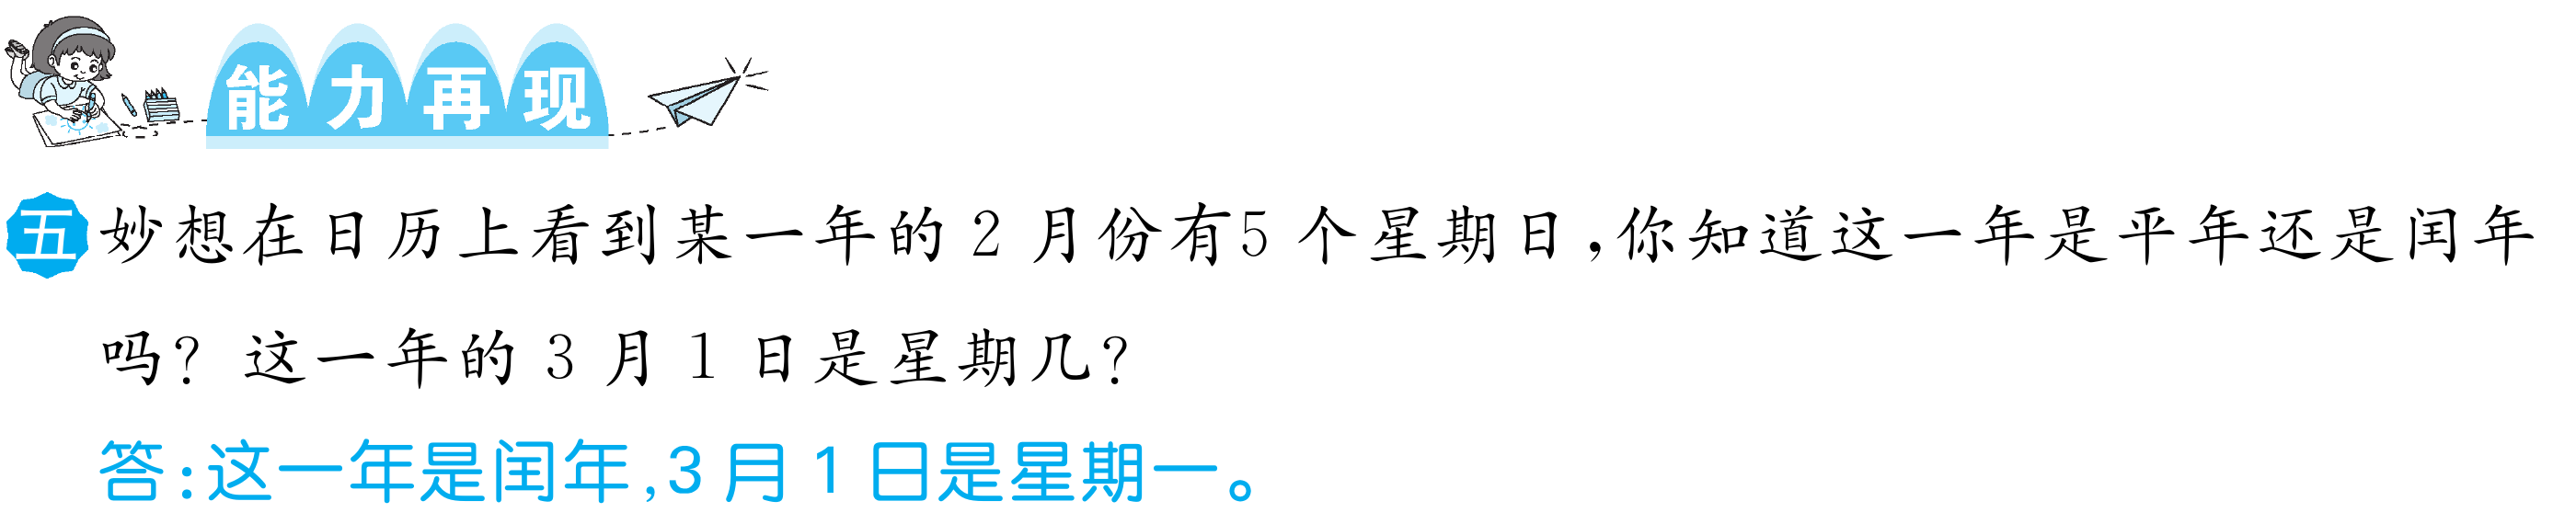 能力再现
五 妙想在日历上看到某一年的2月份有5个星期日,你知道这一年是平年还是闰年
吗? 这一年的3月1日是星期几?
答:这一年是闰年,3月1日是星期一。